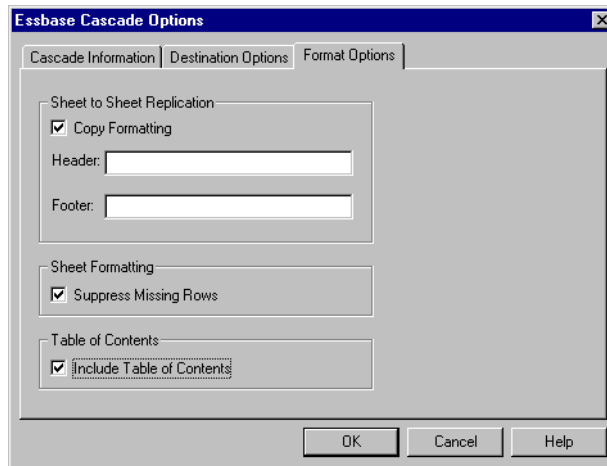 Essbase Cascade Options
Cascade Information Destination Options Format Options
Sheet to Sheet Replication
Copy Formatting
Header:
Footer:
Sheet Formatting
Suppress Missing Rows
Table of Contents
Include Table of Contents
OK Cancel Help